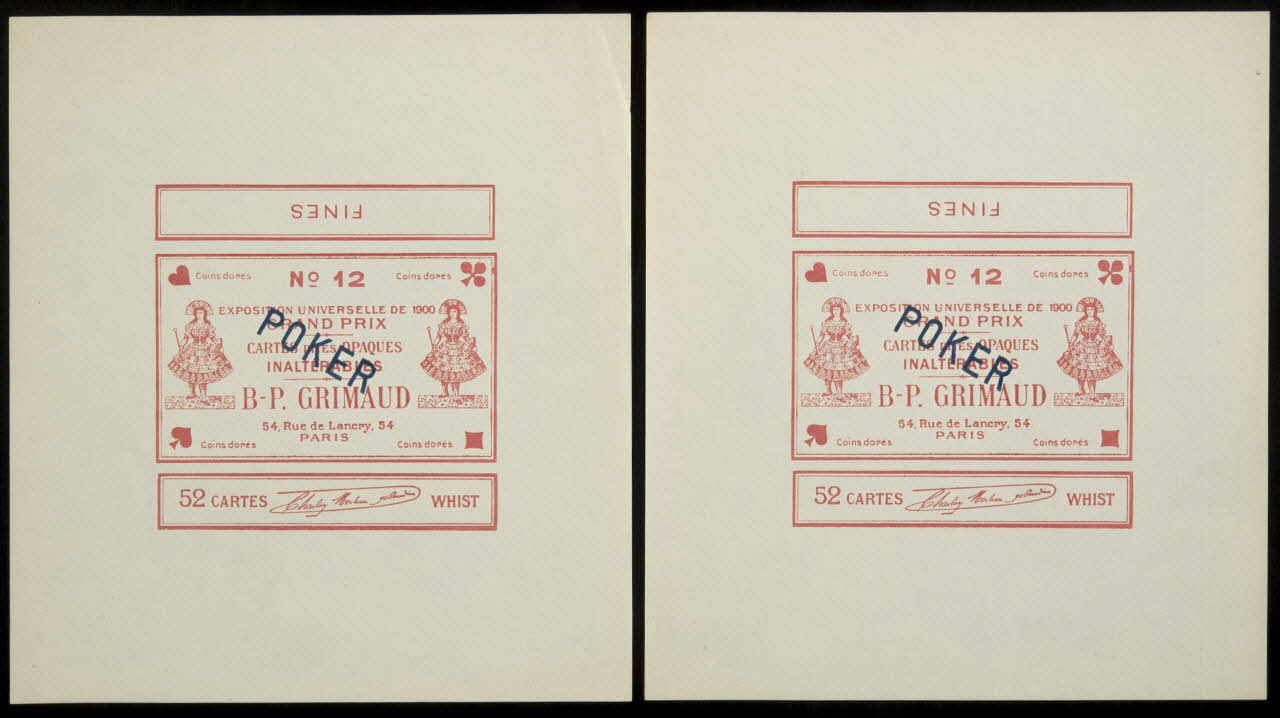 FINES
Coins dorés Nº 12 Coins dorés
EXPOSITION UNIVERSELLE DE 1900
GRAND PRIX
CARTES DITES OPAQUES
INALTERABLES
POKER
B-P. GRIMAUD
54, Rue de Lancry, 54
PARIS
Coins dorés Coins dorés
52 CARTES WHIST
FINES
Coins dorés Nº 12 Coins dorés
EXPOSITION UNIVERSELLE DE 1900
GRAND PRIX
CARTES DITES OPAQUES
INALTERABLES
POKER
B-P. GRIMAUD
54, Rue de Lancry, 54
PARIS
Coins dorés Coins dorés
52 CARTES WHIST